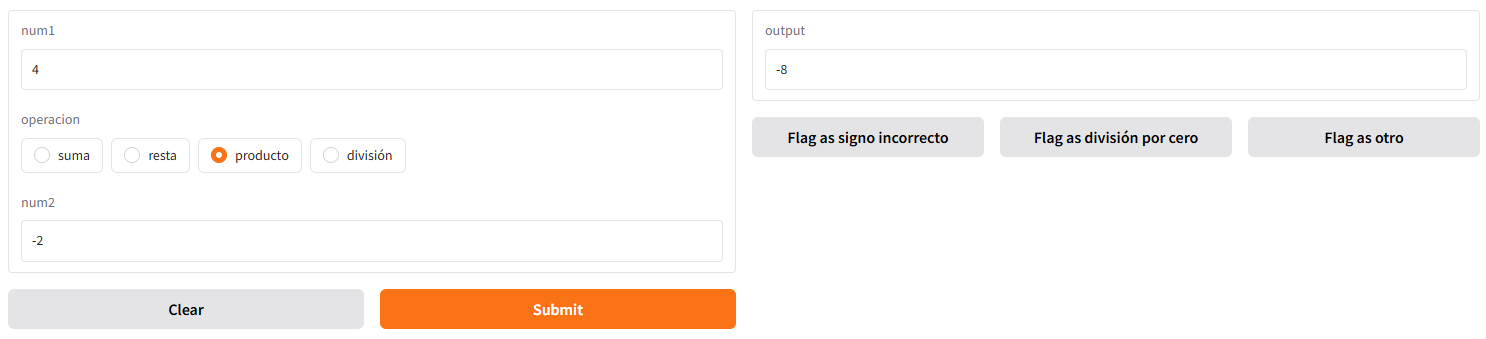 num1
4
operacion
suma resta producto división
num2
-2
Clear Submit
output
-8
Flag as signo incorrecto Flag as división por cero Flag as otro